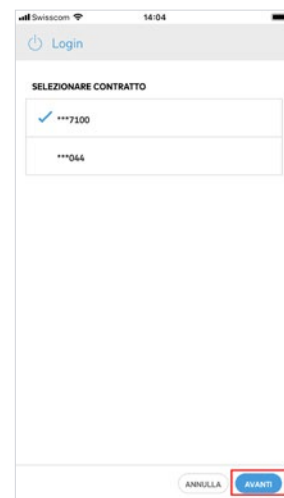 Swisscom 14:04
Login
SELEZIONARE CONTRATTO
***7100
***044
ANNULLA AVANTI